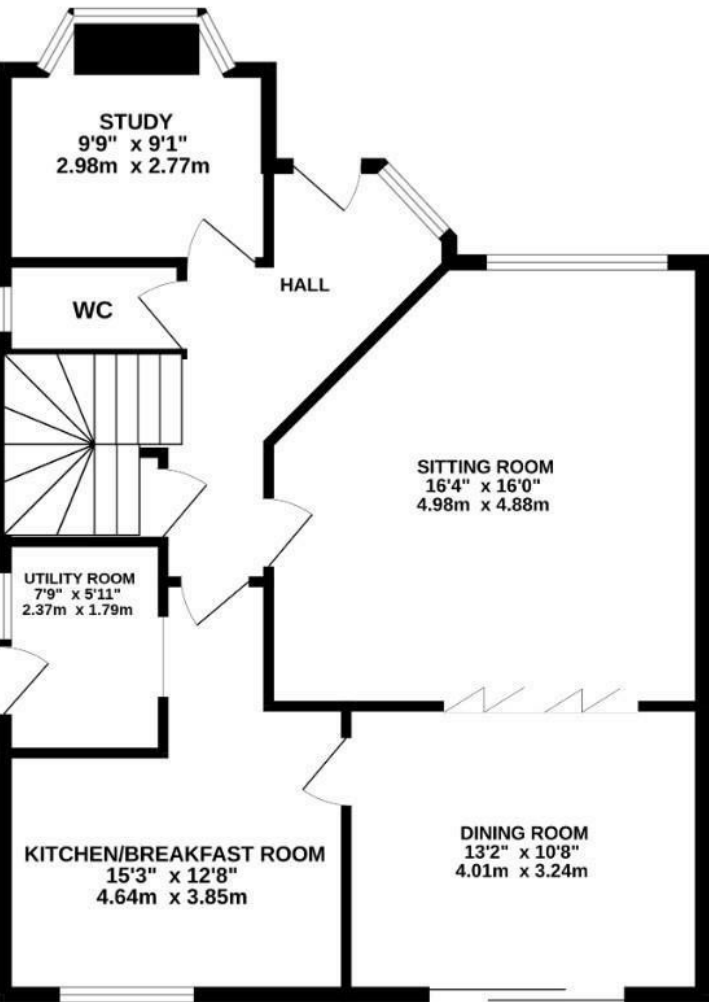 STUDY
9'9" x 9'1"
2.98m x 2.77m
HALL
WC
SITTING ROOM
16'4" x 16'0"
4.98m x 4.88m
UTILITY ROOM
7'9" x 5'11"
2.37m x 1.79m
KITCHEN/BREAKFAST ROOM
15'3" x 12'8"
4.64m x 3.85m
DINING ROOM
13'2" x 10'8"
4.01m x 3.24m